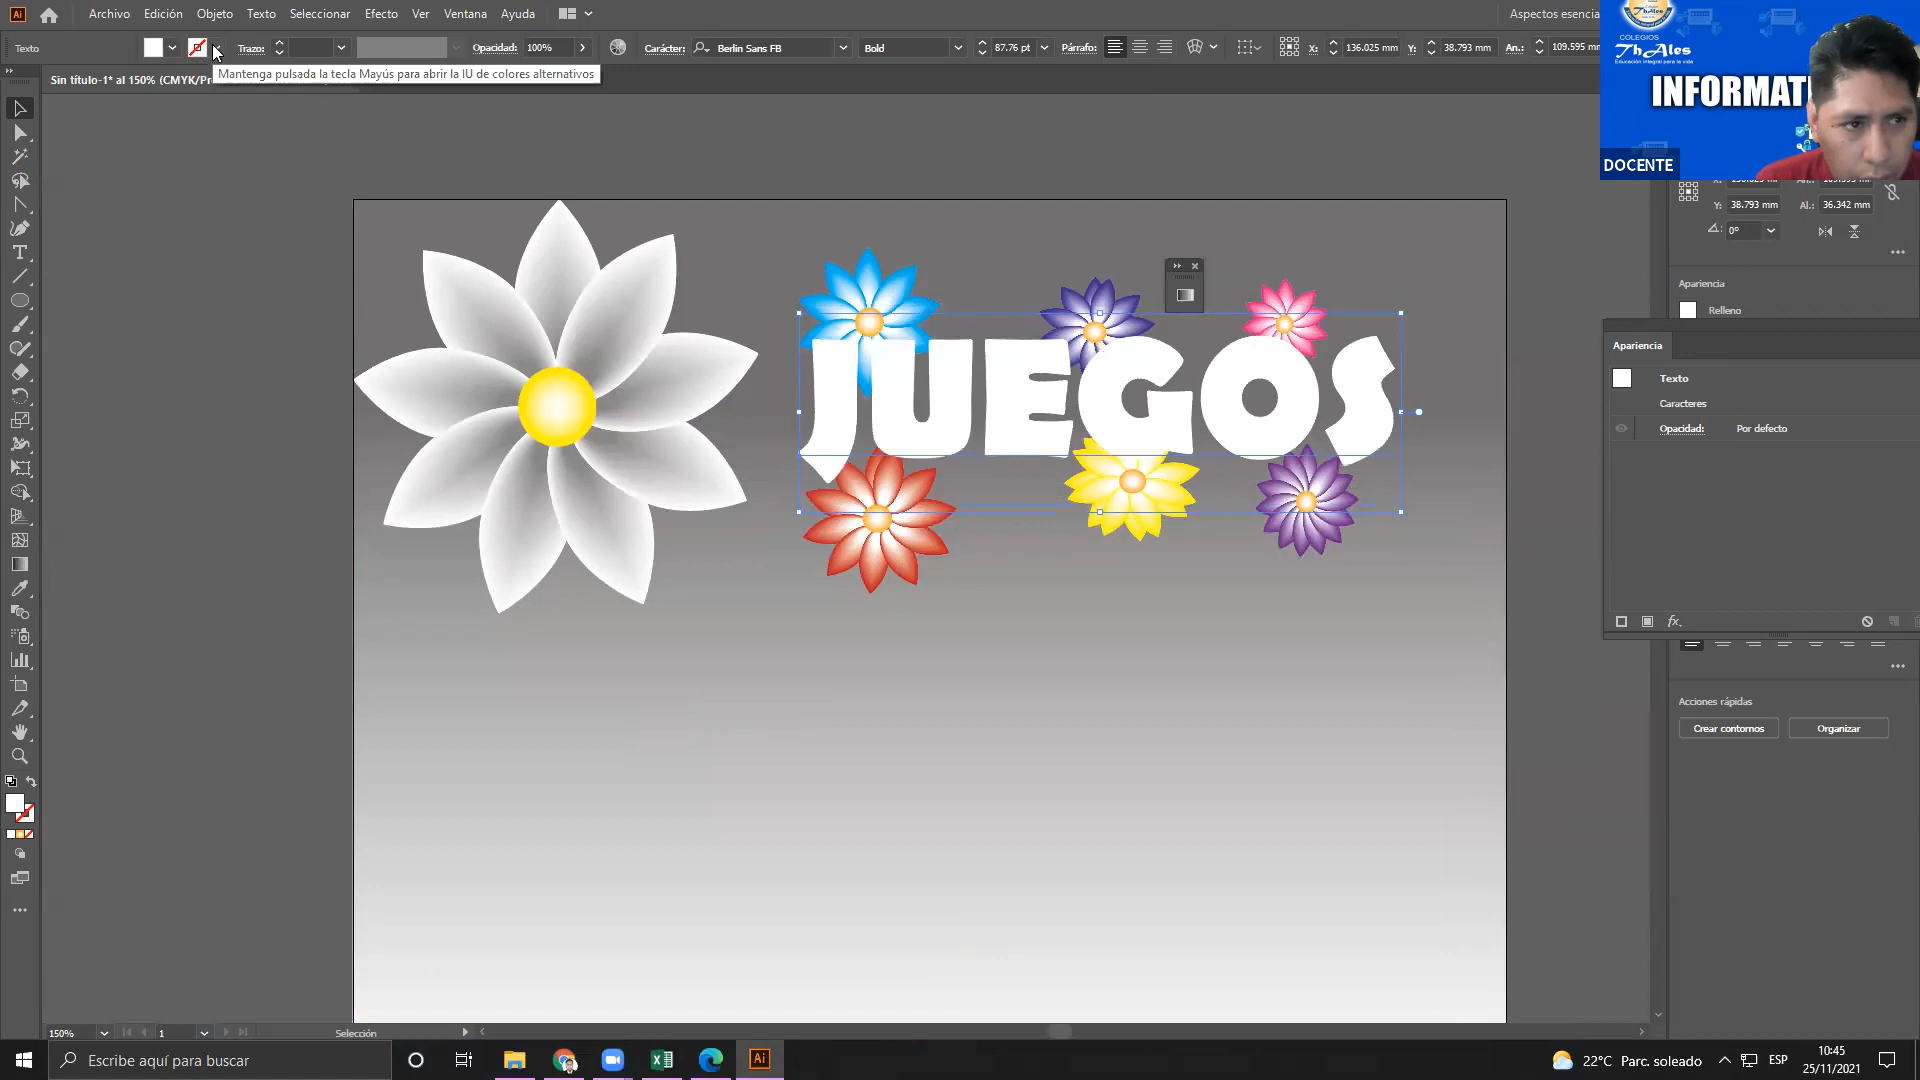 Archivo Edición Objeto Texto Seleccionar Efecto Ver Ventana Ayuda
Texto Trazo: Opacidad: 100% Carácter: Berlin Sans FB Bold 87.76 pt Párrafo: X: 136.025 mm Y: 38.793 mm An.: 109.595 mm
Mantenga pulsada la tecla Mayús para abrir la IU de colores alternativos
Sin título-1* al 150% (CMYK/Pr
COLEGIOS
ThAles
Educación integral para la vida
INFORMAT
DOCENTE
Y: 38.793 mm Al.: 36.342 mm
0°
Apariencia
Relleno
Apariencia
Texto
Caracteres
Opacidad: Por defecto
fx
JUEGOS
Acciones rápidas
Crear contornos Organizar
150% 1 Selección
Escribe aquí para buscar
Ai
22°C Parc. soleado
ESP
10:45
25/11/2021